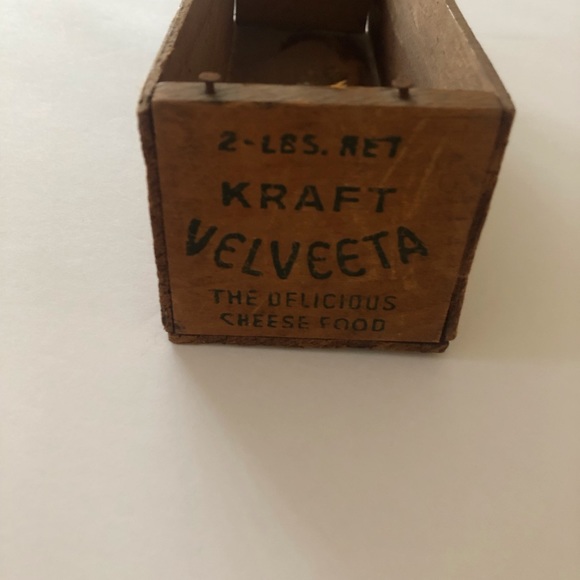 2-LBS. NET
KRAFT
VELVEETA
THE DELICIOUS
CHEESE FOOD